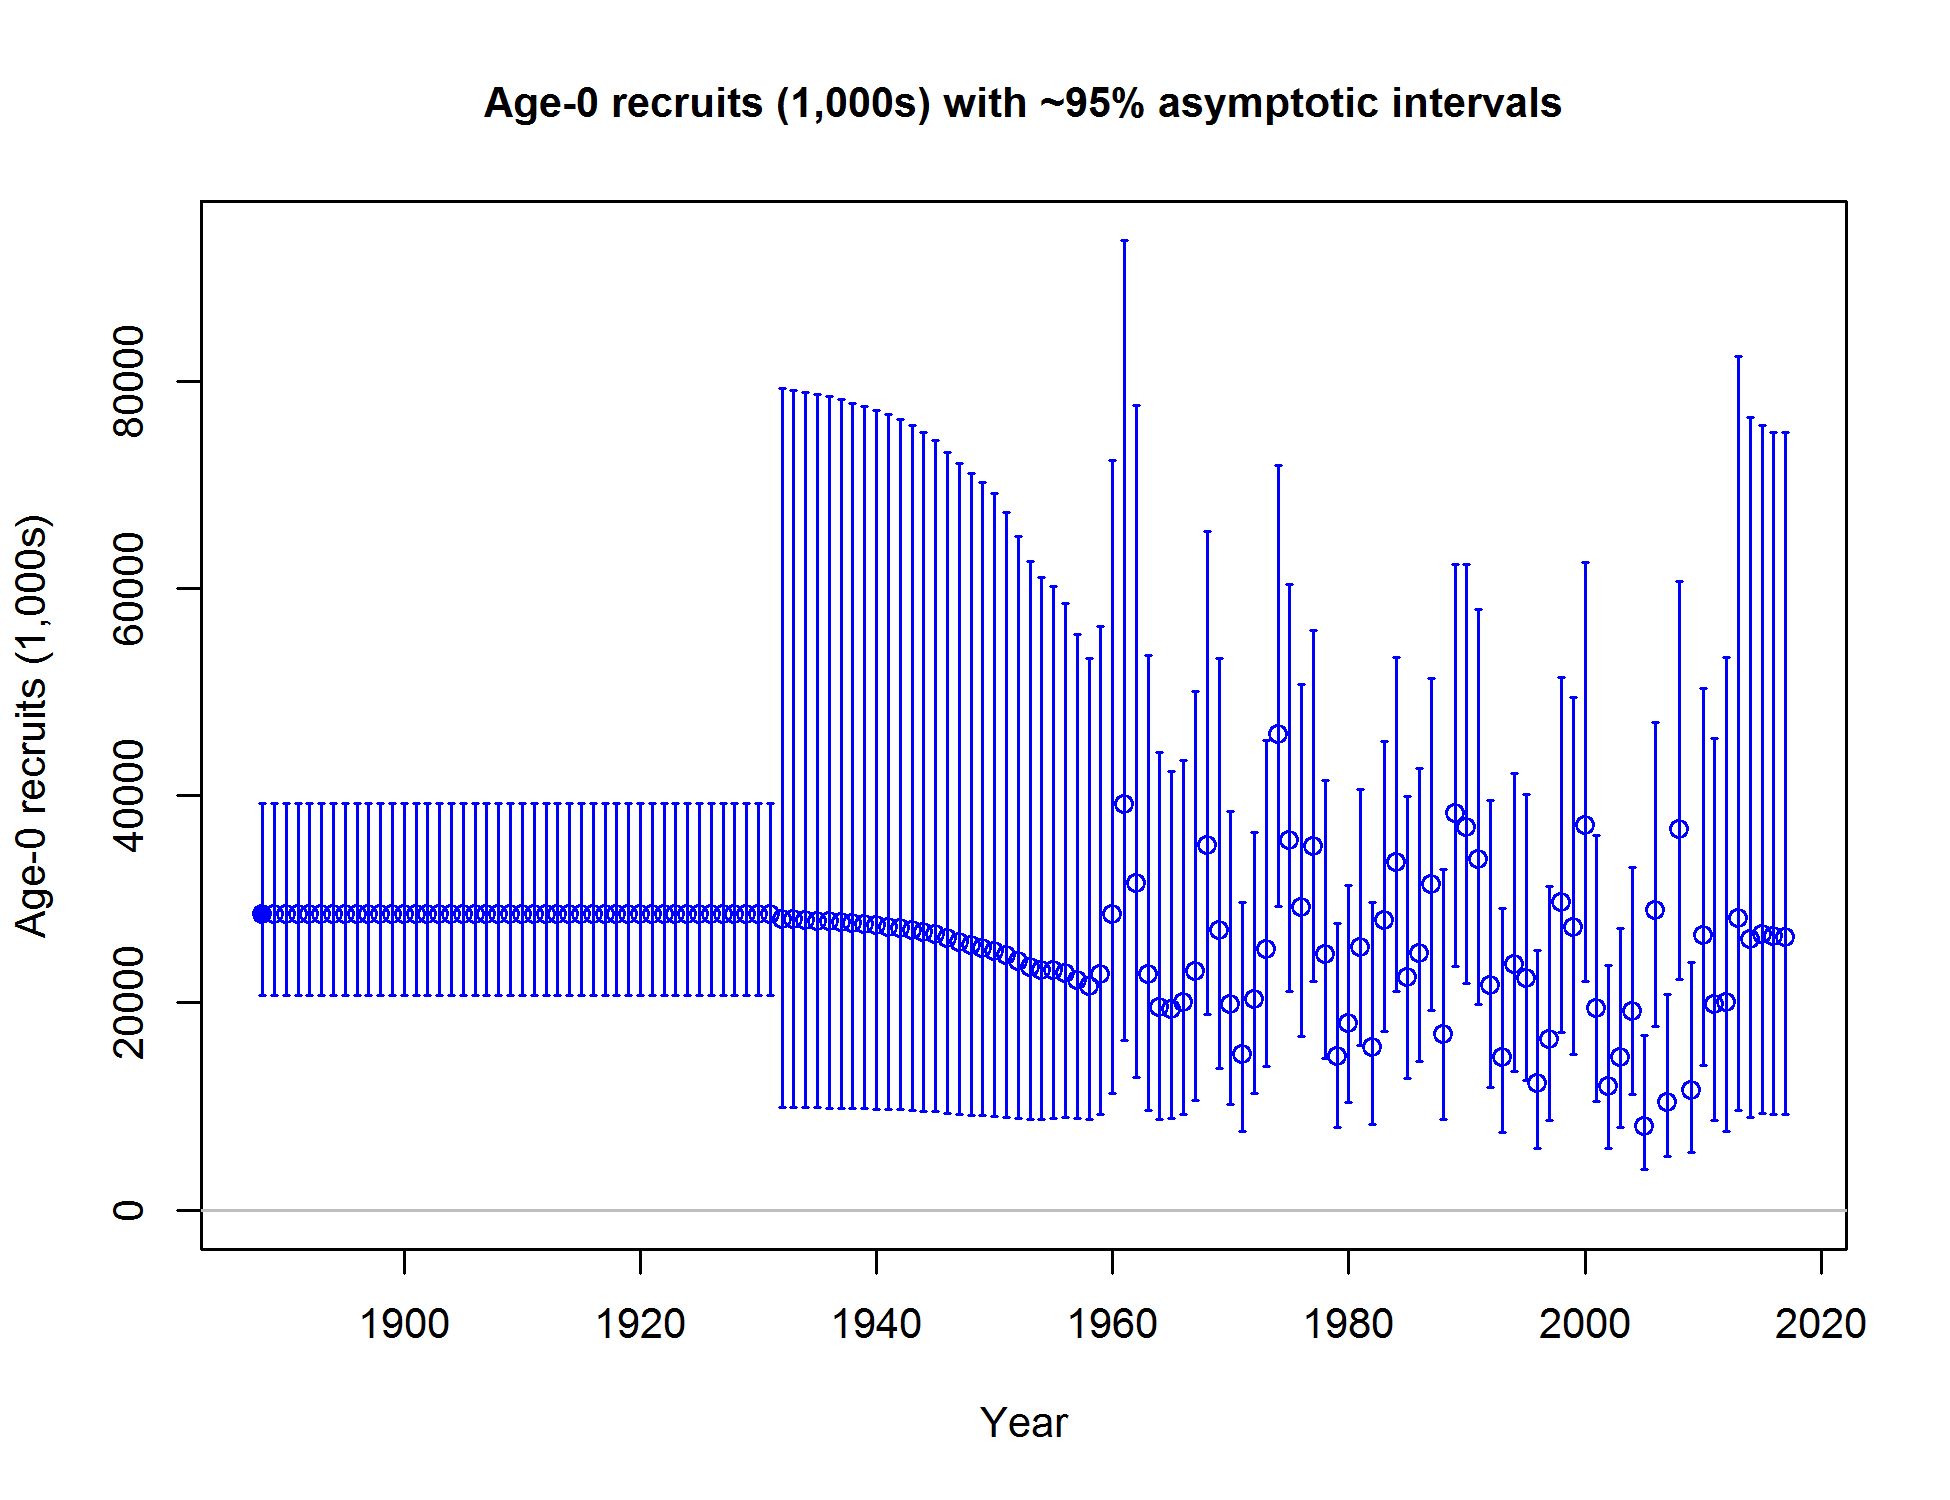 Age-0 recruits (1,000s) with ~95% asymptotic intervals
Age-0 recruits (1,000s)
80000
60000
40000
20000
0
1900 1920 1940 1960 1980 2000 2020
Year